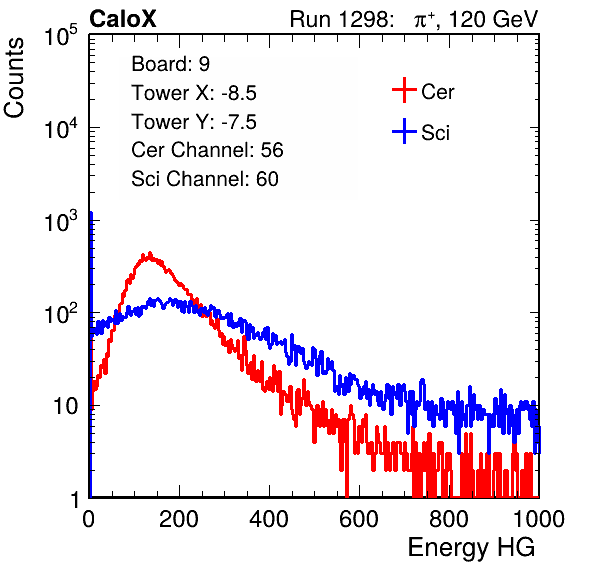 CaloX Run 1298: π⁺, 120 GeV
Counts
10⁵
10⁴
10³
10²
10
1
Board: 9
Tower X: -8.5
Tower Y: -7.5
Cer Channel: 56
Sci Channel: 60
Cer
Sci
0 200 400 600 800 1000
Energy HG